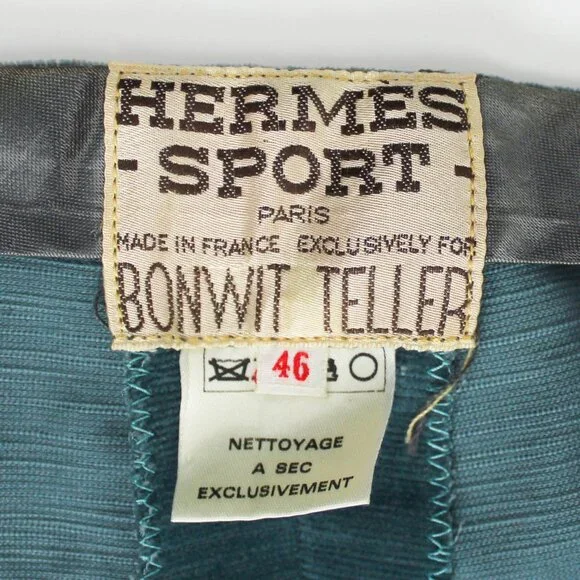 HERMES
- SPORT -
PARIS
MADE IN FRANCE EXCLUSIVELY FOR
BONWIT TELLER
46
NETTOYAGE
A SEC
EXCLUSIVEMENT